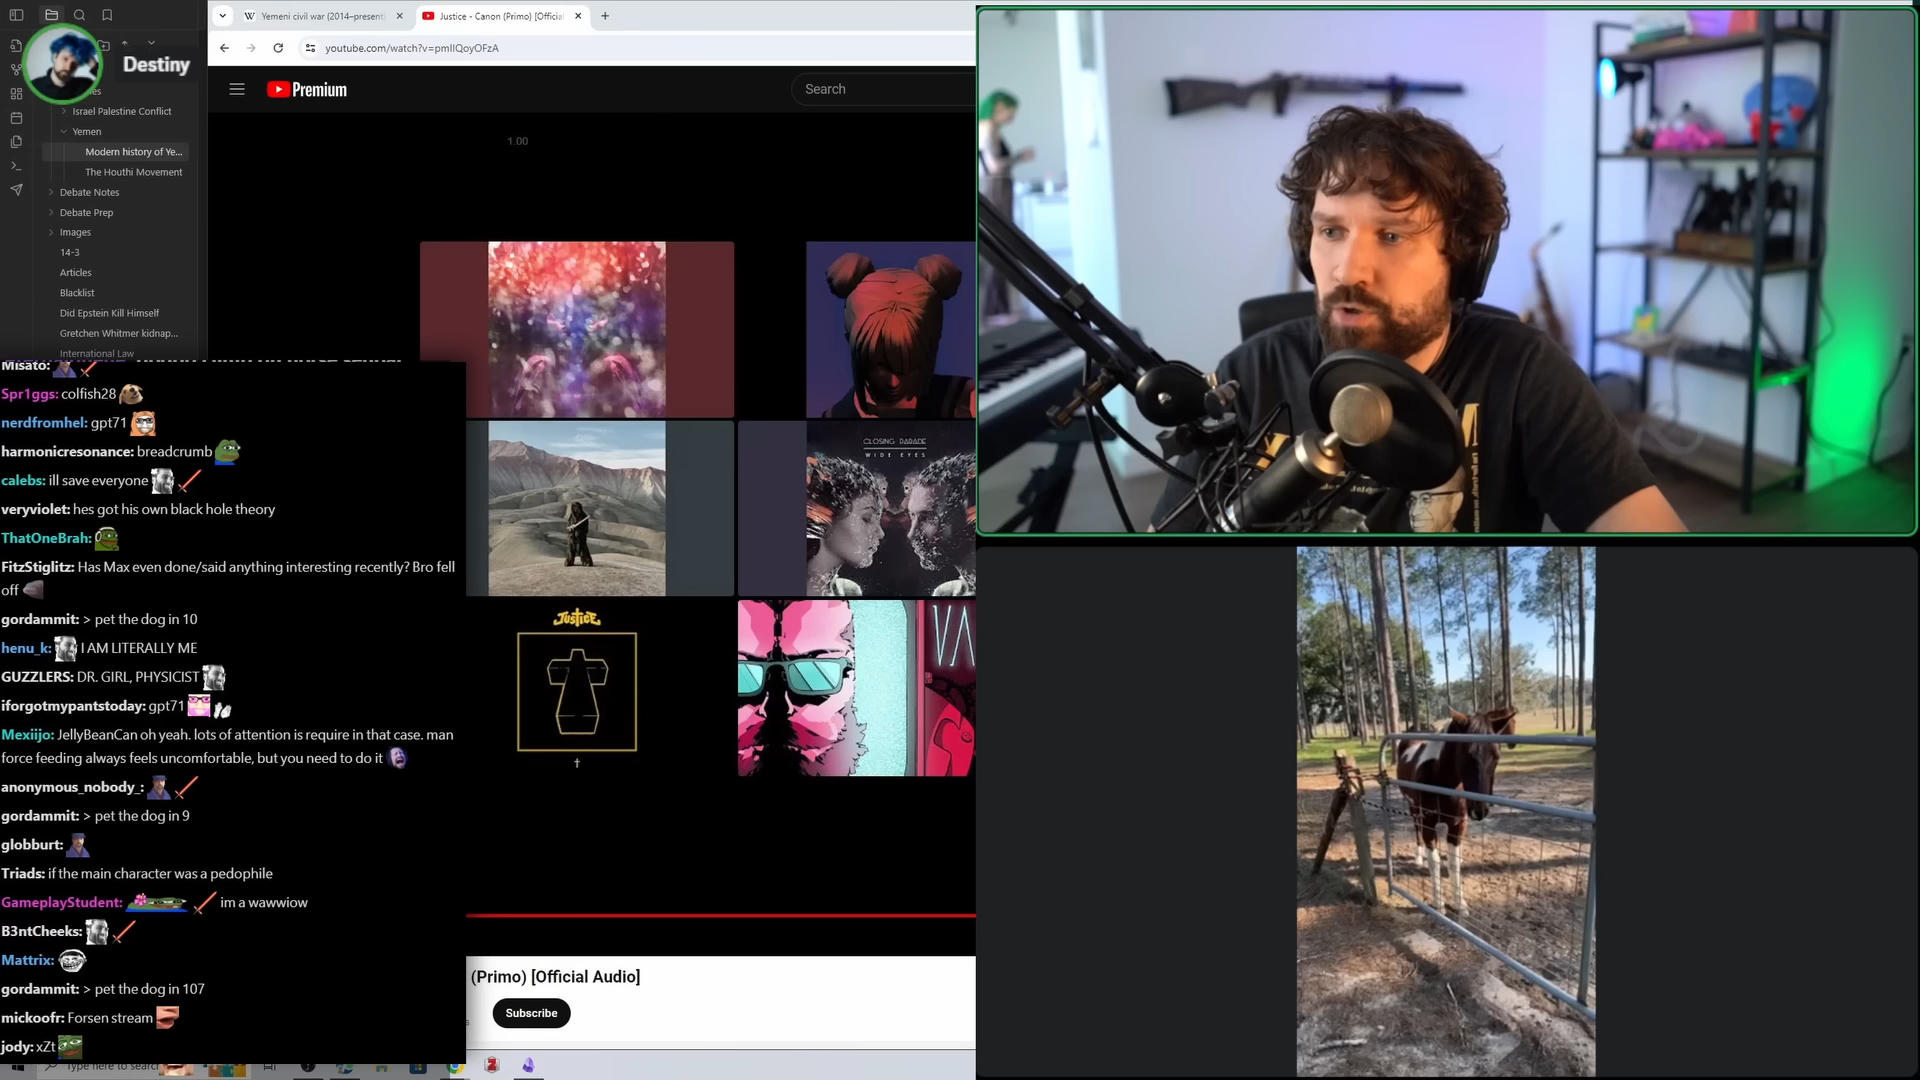 Yemeni civil war (2014–present)
Justice - Canon (Primo) [Official
youtube.com/watch?v=pmIlQoyOFzA
Destiny
Premium
Search
1.00
Israel Palestine Conflict
Yemen
Modern history of Ye...
The Houthi Movement
Debate Notes
Debate Prep
Images
14-3
Articles
Blacklist
Did Epstein Kill Himself
Gretchen Whitmer kidnap...
International Law
Misato:
Spr1ggs: colfish28
nerdfromhel: gpt71
harmonicresonance: breadcrumb
calebs: ill save everyone
veryviolet: hes got his own black hole theory
ThatOneBrah:
FitzStiglitz: Has Max even done/said anything interesting recently? Bro fell
off
gordammit: > pet the dog in 10
henu_k: I AM LITERALLY ME
GUZZLERS: DR. GIRL, PHYSICIST
iforgotmypantstoday: gpt71
Mexiijo: JellyBeanCan oh yeah. lots of attention is require in that case. man
force feeding always feels uncomfortable, but you need to do it
anonymous_nobody_:
gordammit: > pet the dog in 9
globburt:
Triads: if the main character was a pedophile
GameplayStudent: im a wawwiow
B3ntCheeks:
Mattrix:
gordammit: > pet the dog in 107
mickoofr: Forsen stream
jody: xZt
CLOSING PARADE
WIDE EYES
JUSTICE
†
VA
(Primo) [Official Audio]
Subscribe
Type here to search